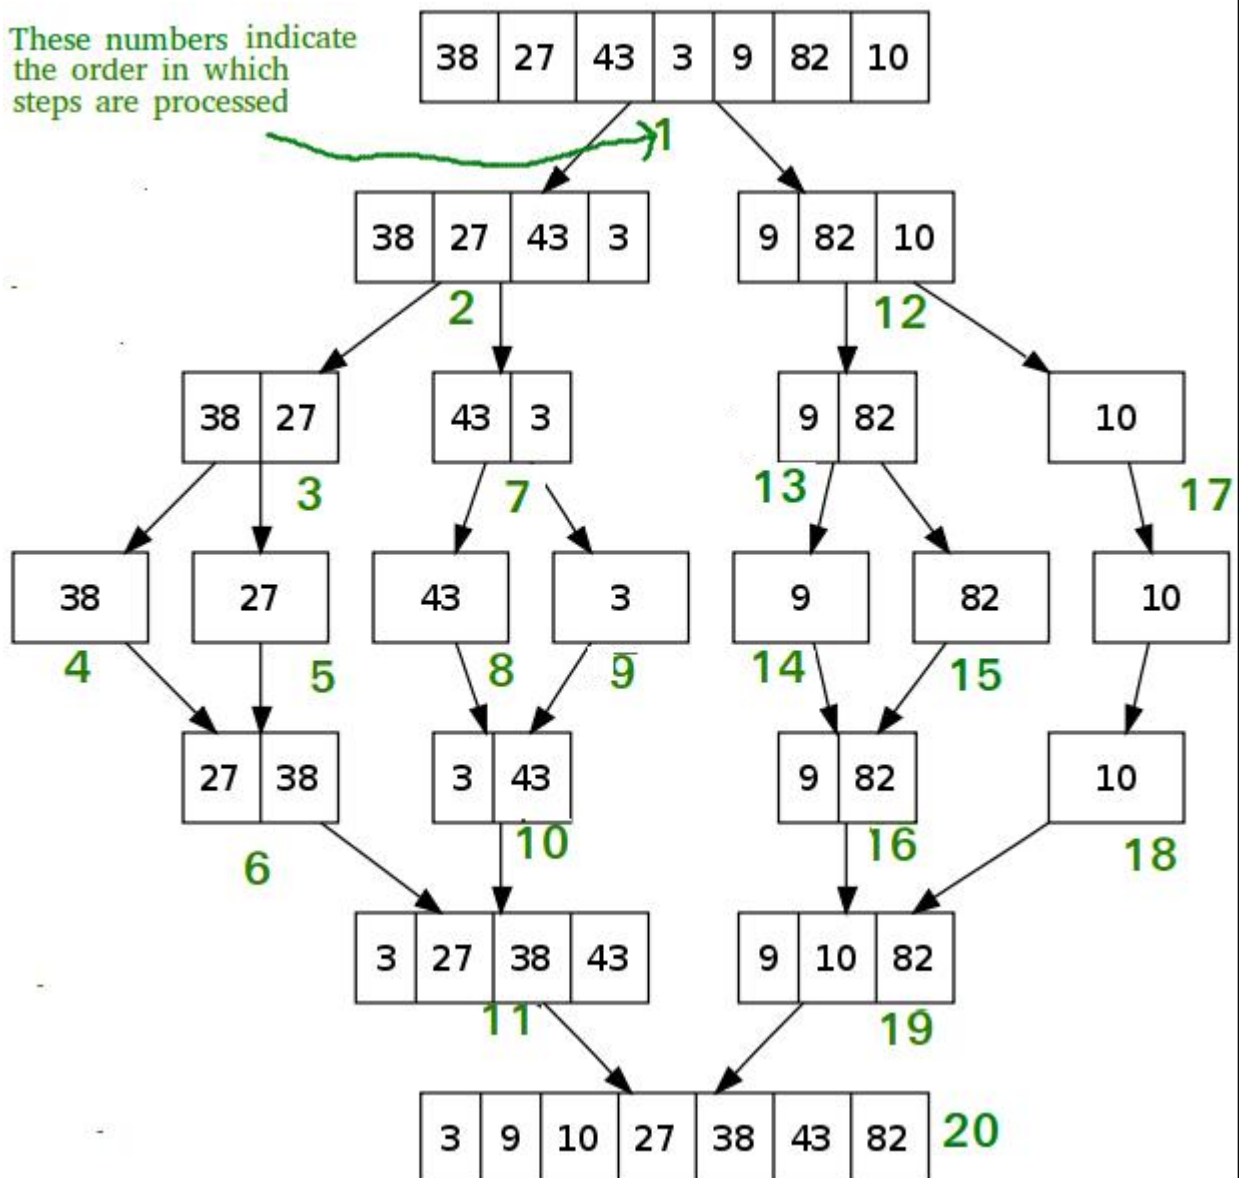 These numbers indicate
the order in which
steps are processed
38 27 43 3 9 82 10
1
38 27 43 3 9 82 10
2 12
38 27 43 3 9 82 10
3 7 13 17
38 27 43 3 9 82 10
4 5 8 9 14 15
27 38 3 43 9 82 10
6 10 16 18
3 27 38 43 9 10 82
11 19
3 9 10 27 38 43 82 20